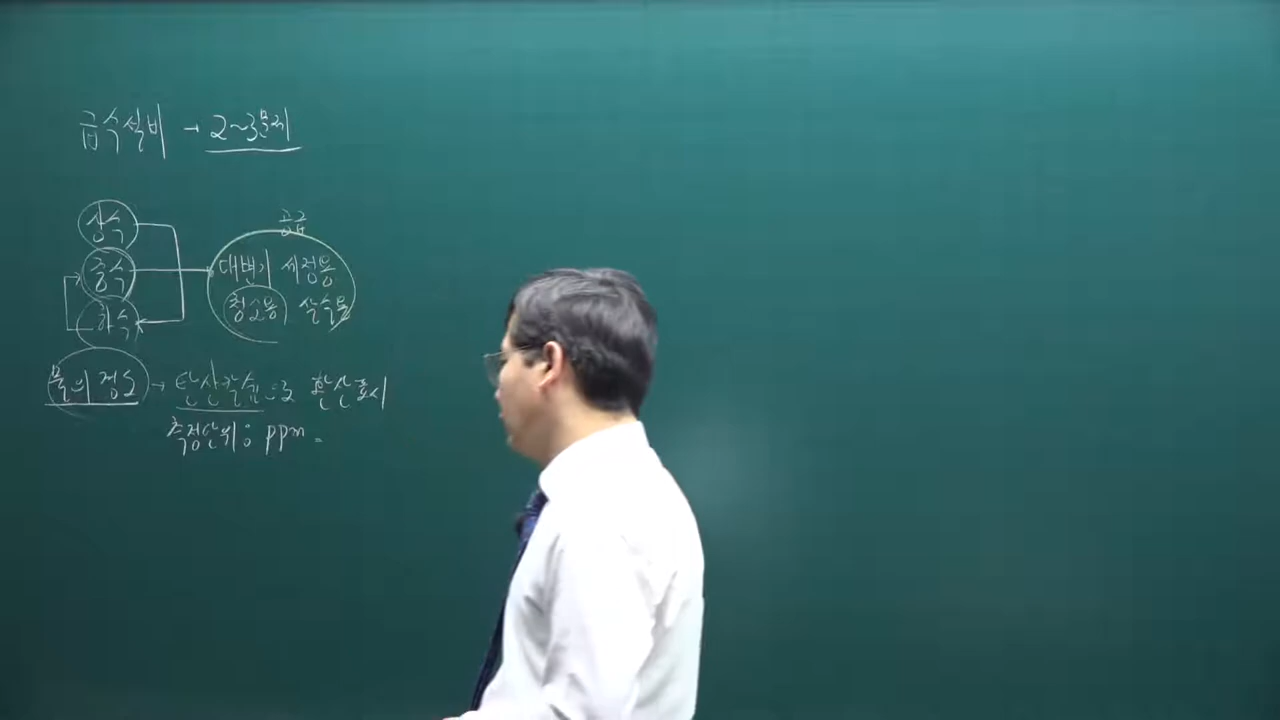 급수설비 → 2~3문제
상수
공급
중수
대변기 세정용
하수
청소용 살수용
물의 경도 → 탄산칼슘으로 환산표시
측정단위 : ppm =